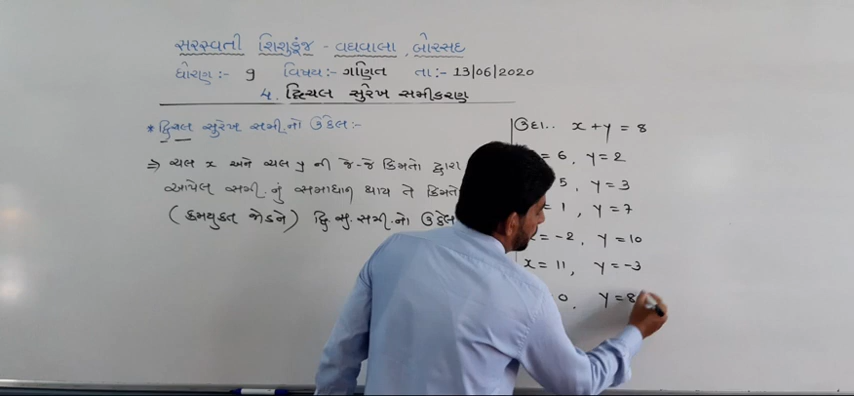 સરસ્વતી શિશુકુંજ - વઘવાલા, બોરસદ
ધોરણ :- 9 વિષય:- ગણિત તા:- 13/06/2020
4. દ્વિચલ સુરેખ સમીકરણ
* દ્વિચલ સુરેખ સમી.નો ઉકેલ :-
⇒ ચલ x અને ચલ y ની જે-જે કિંમતો દ્વારા
આપેલ સમી.નું સમાધાન થાય તે કિંમતો
(ક્રમયુક્ત જોડને) દ્વિ.સુ.સમી.નો ઉકેલ
ઉદા.. x + y = 8
= 6, y = 2
5, y = 3
= 1, y = 7
x = -2, y = 10
x = 11, y = -3
0, y = 8